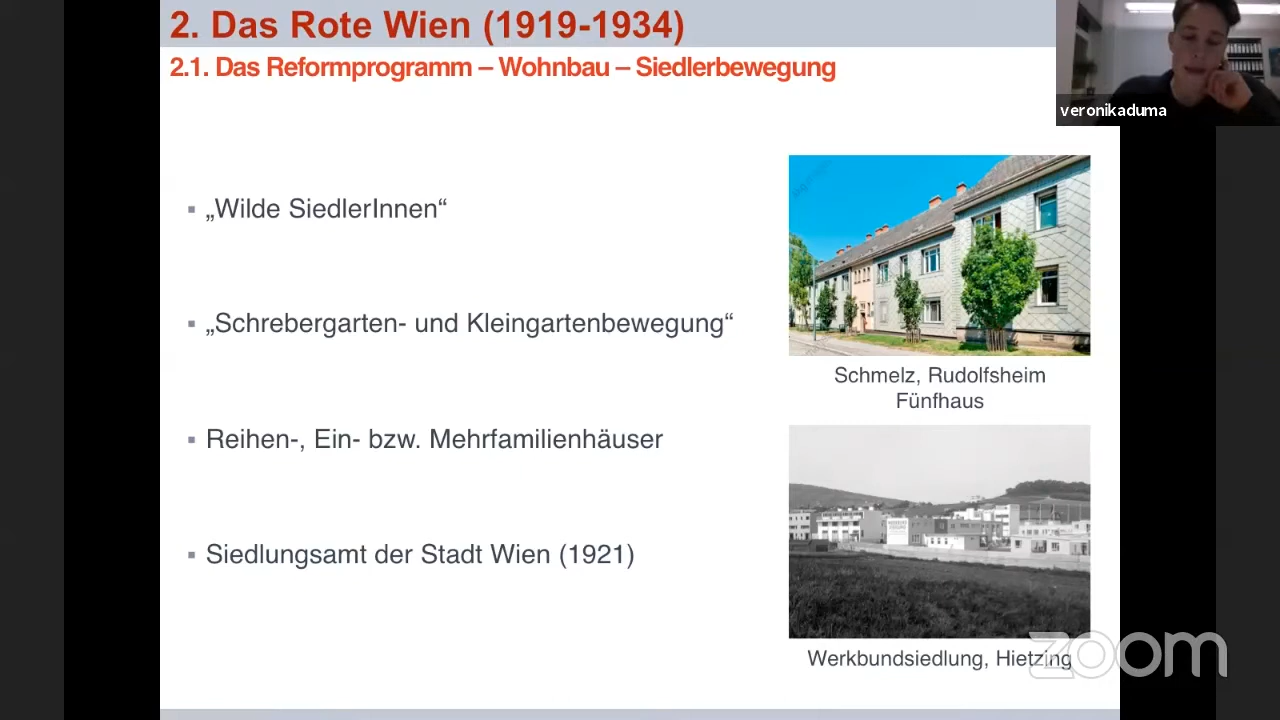 2. Das Rote Wien (1919-1934)
2.1. Das Reformprogramm – Wohnbau – Siedlerbewegung
veronikaduma
▪ „Wilde SiedlerInnen“
▪ „Schrebergarten- und Kleingartenbewegung“
▪ Reihen-, Ein- bzw. Mehrfamilienhäuser
▪ Siedlungsamt der Stadt Wien (1921)
Schmelz, Rudolfsheim
Fünfhaus
Werkbundsiedlung, Hietzing
zoom